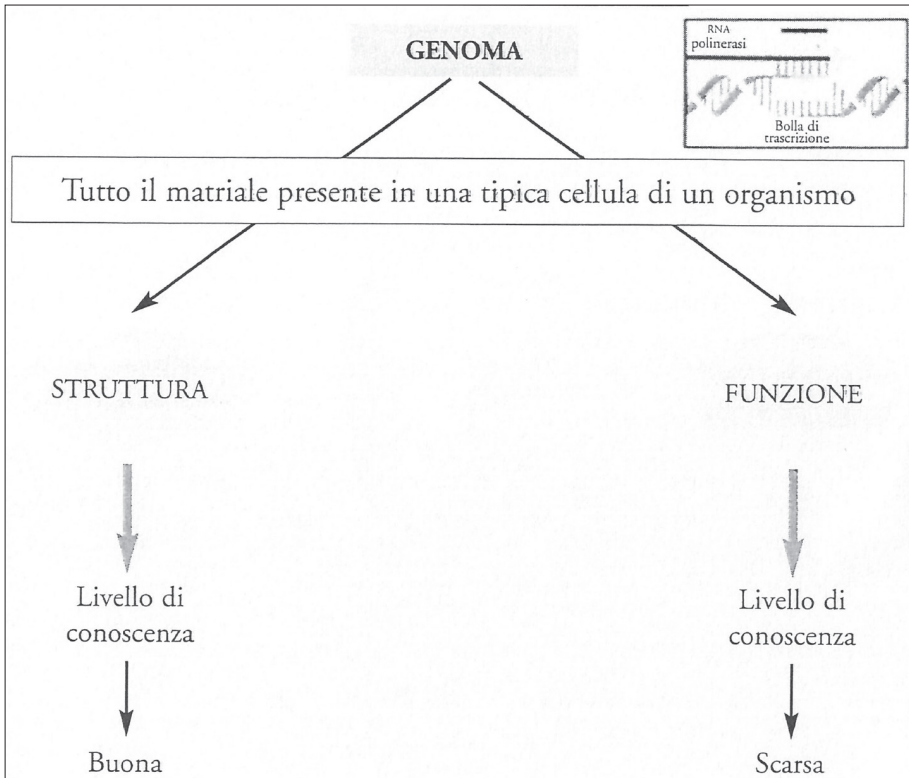 GENOMA
RNA
polinerasi
Bolla di
trascrizione
Tutto il matriale presente in una tipica cellula di un organismo
STRUTTURA
FUNZIONE
Livello di
conoscenza
Livello di
conoscenza
Buona
Scarsa